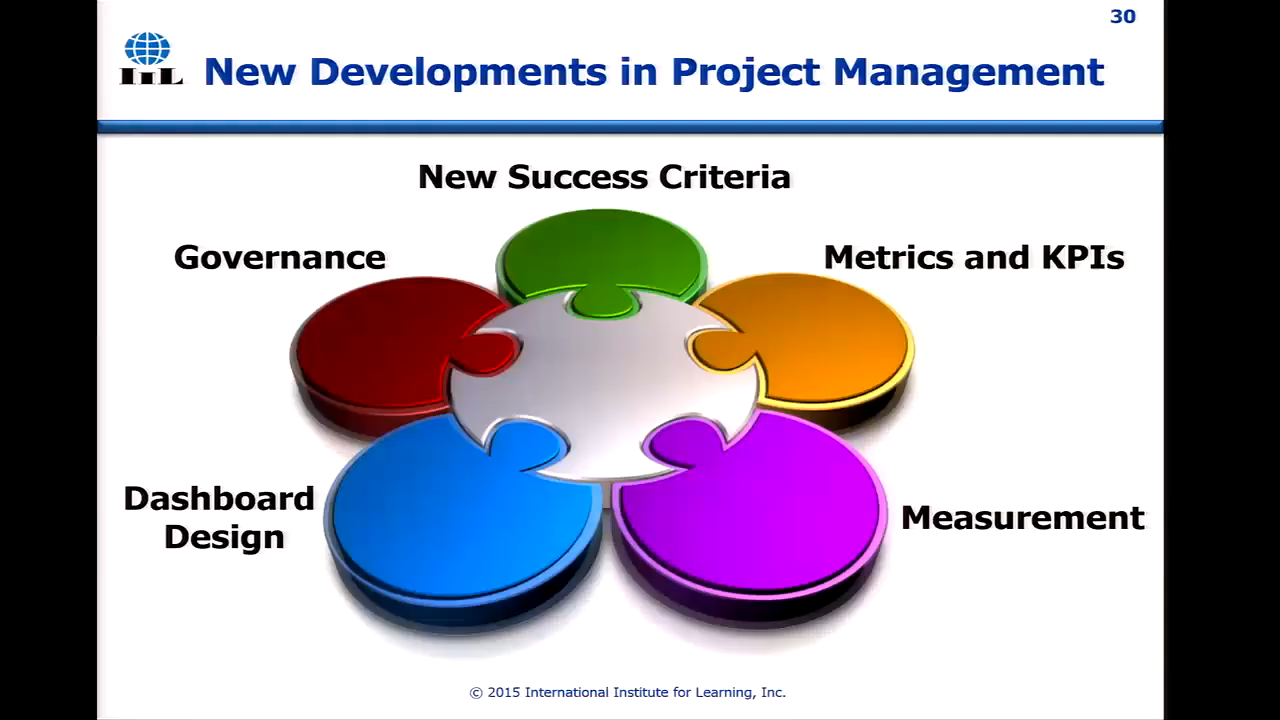 30
IIL
New Developments in Project Management
New Success Criteria
Governance
Metrics and KPIs
Dashboard
Design
Measurement
© 2015 International Institute for Learning, Inc.